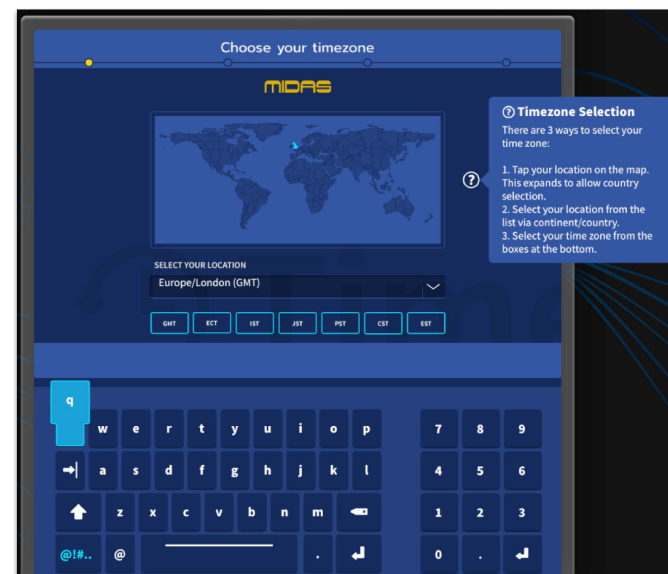 Choose your timezone
MIDAS
? Timezone Selection
There are 3 ways to select your
time zone:
1. Tap your location on the map.
This expands to allow country
selection.
2. Select your location from the
list via continent/country.
3. Select your time zone from the
boxes at the bottom.
?
SELECT YOUR LOCATION
Europe/London (GMT)
GMT ECT IST JST PST CST EST
Time
q w e r t y u i o p 7 8 9
a s d f g h j k l 4 5 6
z x c v b n m 1 2 3
@!#.. @ . 0 .